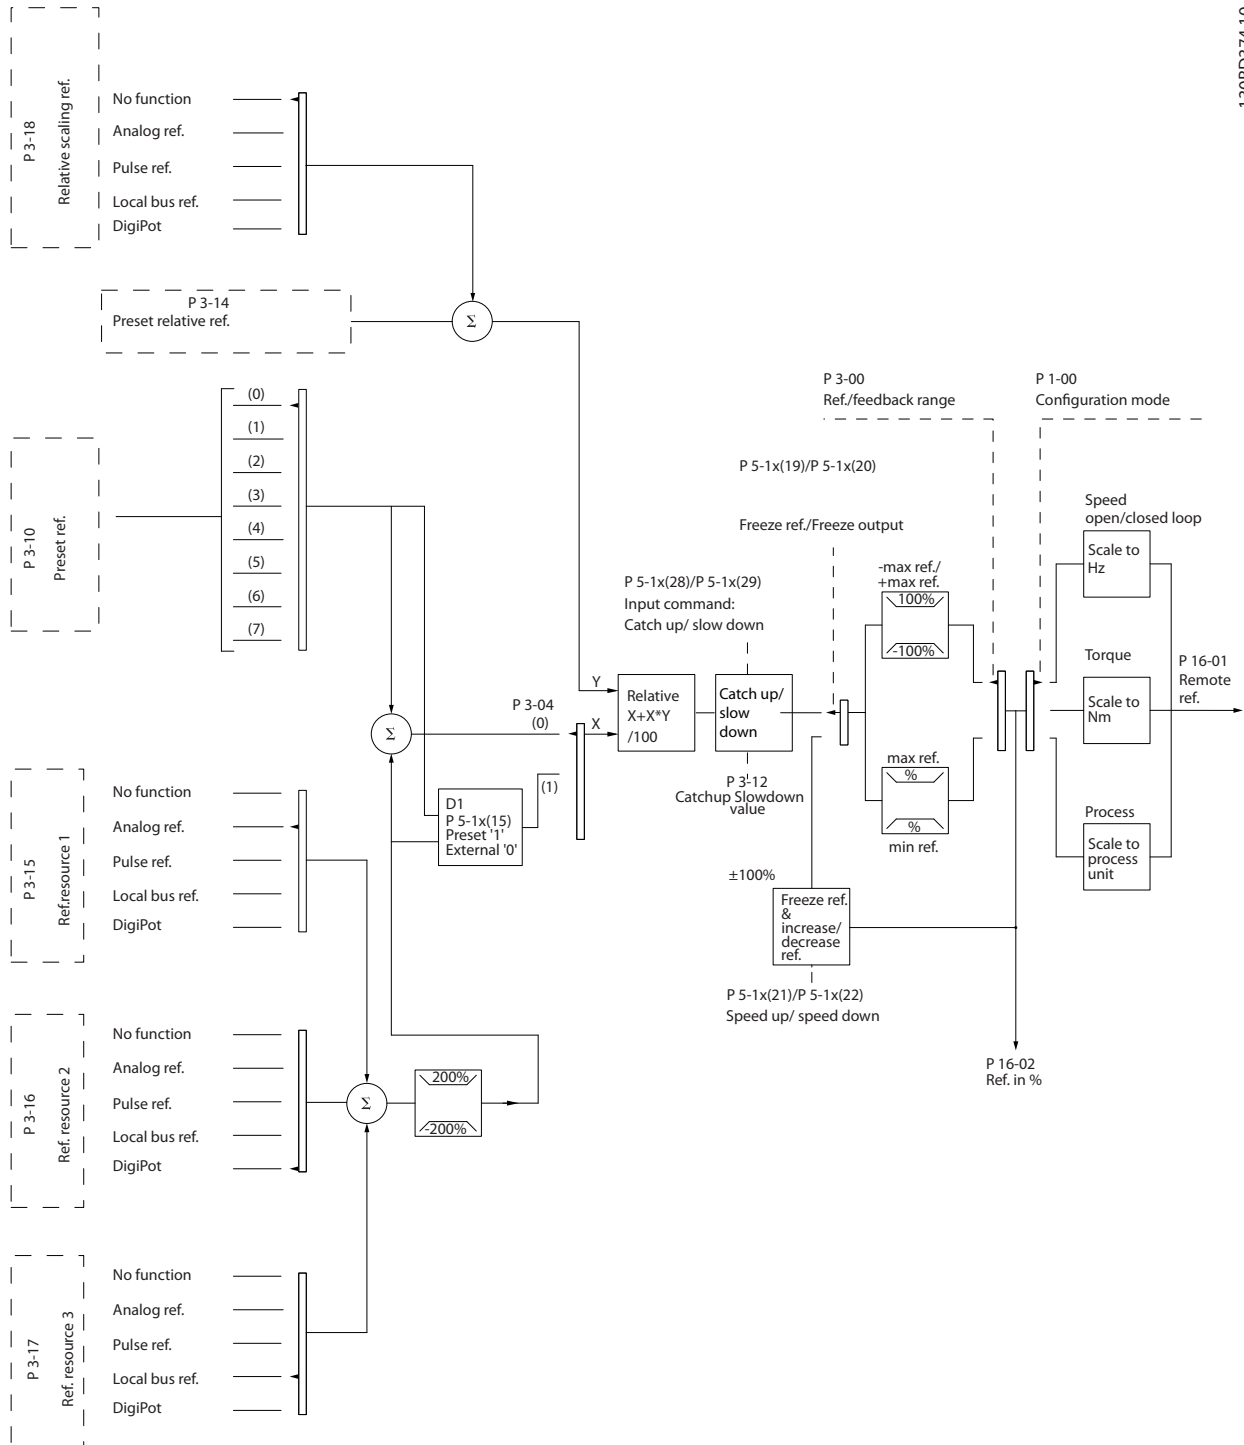 130BD374.10
P 3-18
Relative scaling ref.
No function
Analog ref.
Pulse ref.
Local bus ref.
DigiPot
P 3-14
Preset relative ref.
Σ
P 3-10
Preset ref.
(0)
(1)
(2)
(3)
(4)
(5)
(6)
(7)
P 3-00
Ref./feedback range
P 1-00
Configuration mode
P 5-1x(19)/P 5-1x(20)
Freeze ref./Freeze output
Speed
open/closed loop
Scale to
Hz
-max ref./
+max ref.
100%
-100%
P 5-1x(28)/P 5-1x(29)
Input command:
Catch up/ slow down
Y
X
Relative
X+X*Y
/100
Catch up/
slow
down
P 3-12
Catchup Slowdown
value
Torque
Scale to
Nm
P 16-01
Remote
ref.
P 3-04
(0)
(1)
Σ
D1
P 5-1x(15)
Preset '1'
External '0'
max ref.
%
%
min ref.
Process
Scale to
process
unit
±100%
Freeze ref.
&
increase/
decrease
ref.
P 5-1x(21)/P 5-1x(22)
Speed up/ speed down
P 16-02
Ref. in %
P 3-15
Ref.resource 1
No function
Analog ref.
Pulse ref.
Local bus ref.
DigiPot
P 3-16
Ref. resource 2
No function
Analog ref.
Pulse ref.
Local bus ref.
DigiPot
Σ
200%
-200%
P 3-17
Ref. resource 3
No function
Analog ref.
Pulse ref.
Local bus ref.
DigiPot